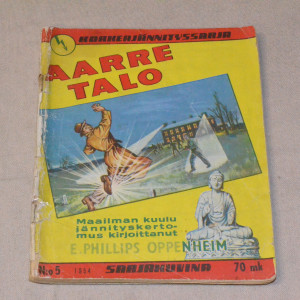 KORKEAJÄNNITYSSARJA
AARRE
TALO
Maailman kuulu
jännityskerto-
mus kirjoittanut
E. PHILLIPS OPPENHEIM
N:o 5 1954 SARJAKUVINA 70 mk